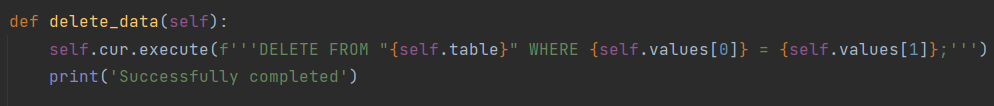 def delete_data(self):
    self.cur.execute(f'''DELETE FROM "{self.table}" WHERE {self.values[0]} = {self.values[1]};''')
    print('Successfully completed')